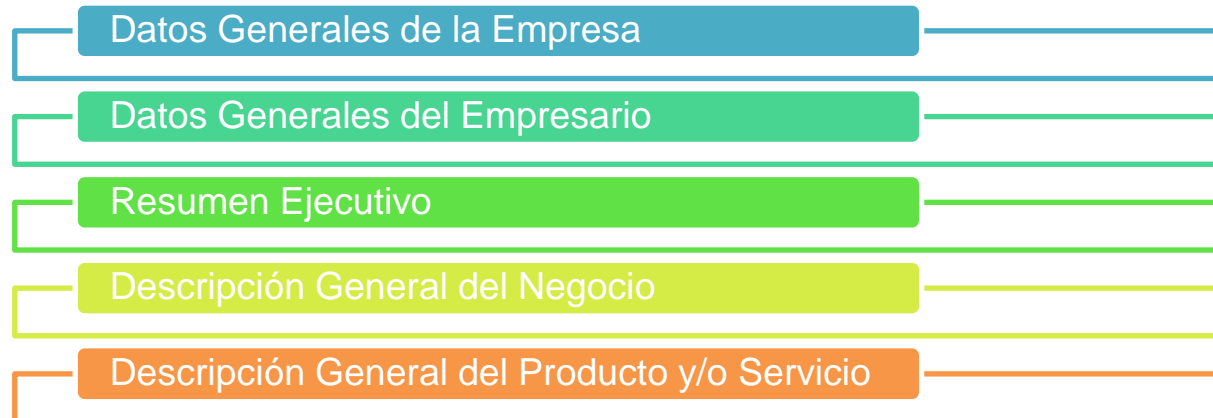 Datos Generales de la Empresa
Datos Generales del Empresario
Resumen Ejecutivo
Descripción General del Negocio
Descripción General del Producto y/o Servicio